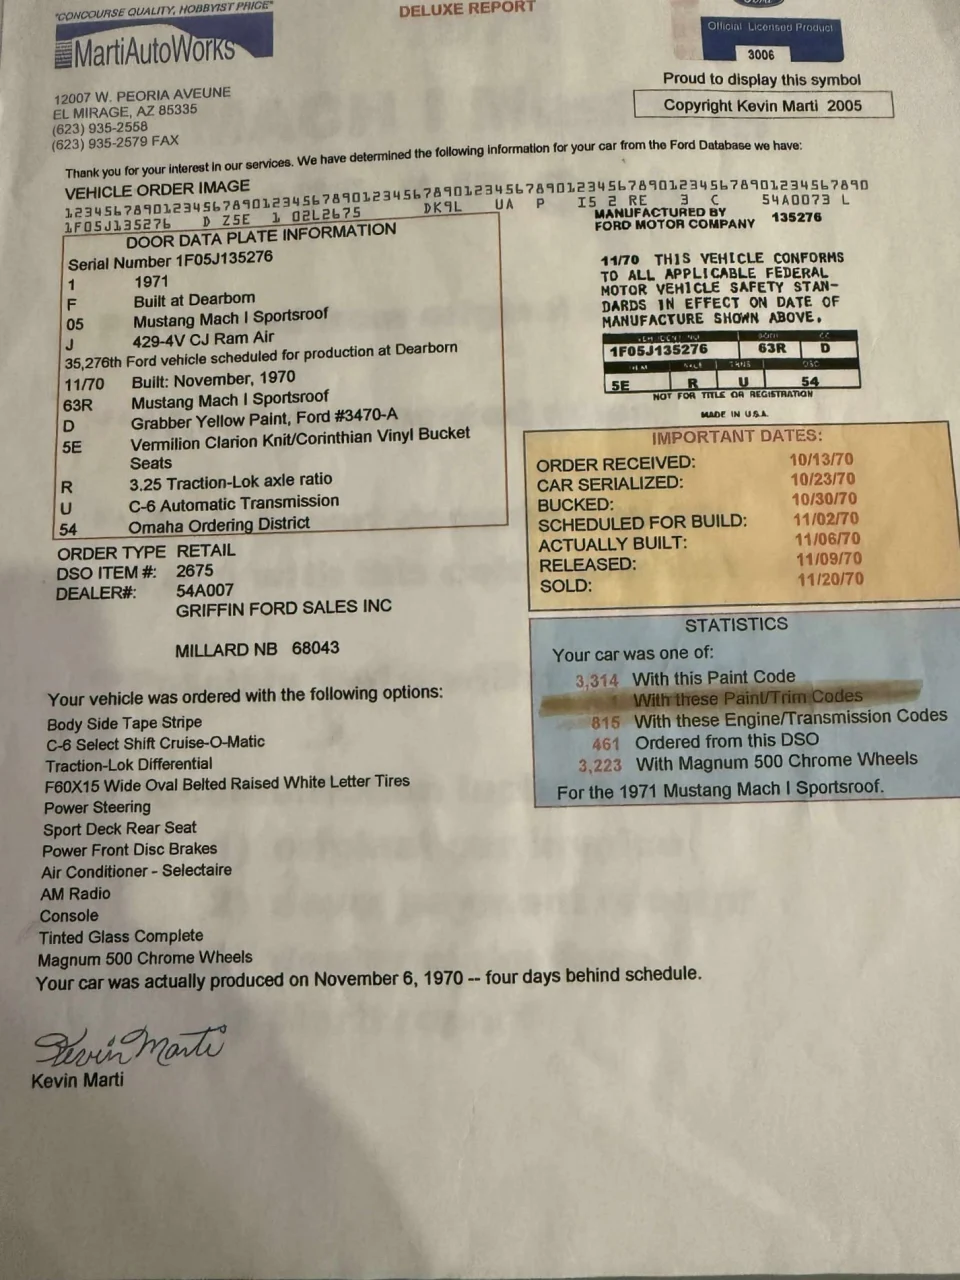 "CONCOURSE QUALITY, HOBBYIST PRICE"
MartiAutoWorks
DELUXE REPORT
Official Licensed Product
3006
Proud to display this symbol
Copyright Kevin Marti 2005
12007 W. PEORIA AVEUNE
EL MIRAGE, AZ 85335
(623) 935-2558
(623) 935-2579 FAX
Thank you for your interest in our services. We have determined the following information for your car from the Ford Database we have:
VEHICLE ORDER IMAGE
12345678901234567890123456789012345678901234567890123456789012345678901234567890
1F05J135276 D Z5E 1 02L2675 DK9L UA P I5 2 RE 3 C 54A0073 L
DOOR DATA PLATE INFORMATION
Serial Number 1F05J135276
1 1971
F Built at Dearborn
05 Mustang Mach I Sportsroof
J 429-4V CJ Ram Air
35,276th Ford vehicle scheduled for production at Dearborn
11/70 Built: November, 1970
63R Mustang Mach I Sportsroof
D Grabber Yellow Paint, Ford #3470-A
5E Vermilion Clarion Knit/Corinthian Vinyl Bucket
Seats
R 3.25 Traction-Lok axle ratio
U C-6 Automatic Transmission
54 Omaha Ordering District
MANUFACTURED BY
FORD MOTOR COMPANY 135276
11/70 THIS VEHICLE CONFORMS
TO ALL APPLICABLE FEDERAL
MOTOR VEHICLE SAFETY STAN-
DARDS IN EFFECT ON DATE OF
MANUFACTURE SHOWN ABOVE.
1F05J135276 63R D
5E R U 54
NOT FOR TITLE OR REGISTRATION
MADE IN U.S.A.
IMPORTANT DATES:
ORDER RECEIVED: 10/13/70
CAR SERIALIZED: 10/23/70
BUCKED: 10/30/70
SCHEDULED FOR BUILD: 11/02/70
ACTUALLY BUILT: 11/06/70
RELEASED: 11/09/70
SOLD: 11/20/70
ORDER TYPE RETAIL
DSO ITEM #: 2675
DEALER#: 54A007
GRIFFIN FORD SALES INC
MILLARD NB 68043
STATISTICS
Your car was one of:
3,314 With this Paint Code
With these Paint/Trim Codes
815 With these Engine/Transmission Codes
461 Ordered from this DSO
3,223 With Magnum 500 Chrome Wheels
For the 1971 Mustang Mach I Sportsroof.
Your vehicle was ordered with the following options:
Body Side Tape Stripe
C-6 Select Shift Cruise-O-Matic
Traction-Lok Differential
F60X15 Wide Oval Belted Raised White Letter Tires
Power Steering
Sport Deck Rear Seat
Power Front Disc Brakes
Air Conditioner - Selectaire
AM Radio
Console
Tinted Glass Complete
Magnum 500 Chrome Wheels
Your car was actually produced on November 6, 1970 -- four days behind schedule.
Kevin Marti
Kevin Marti